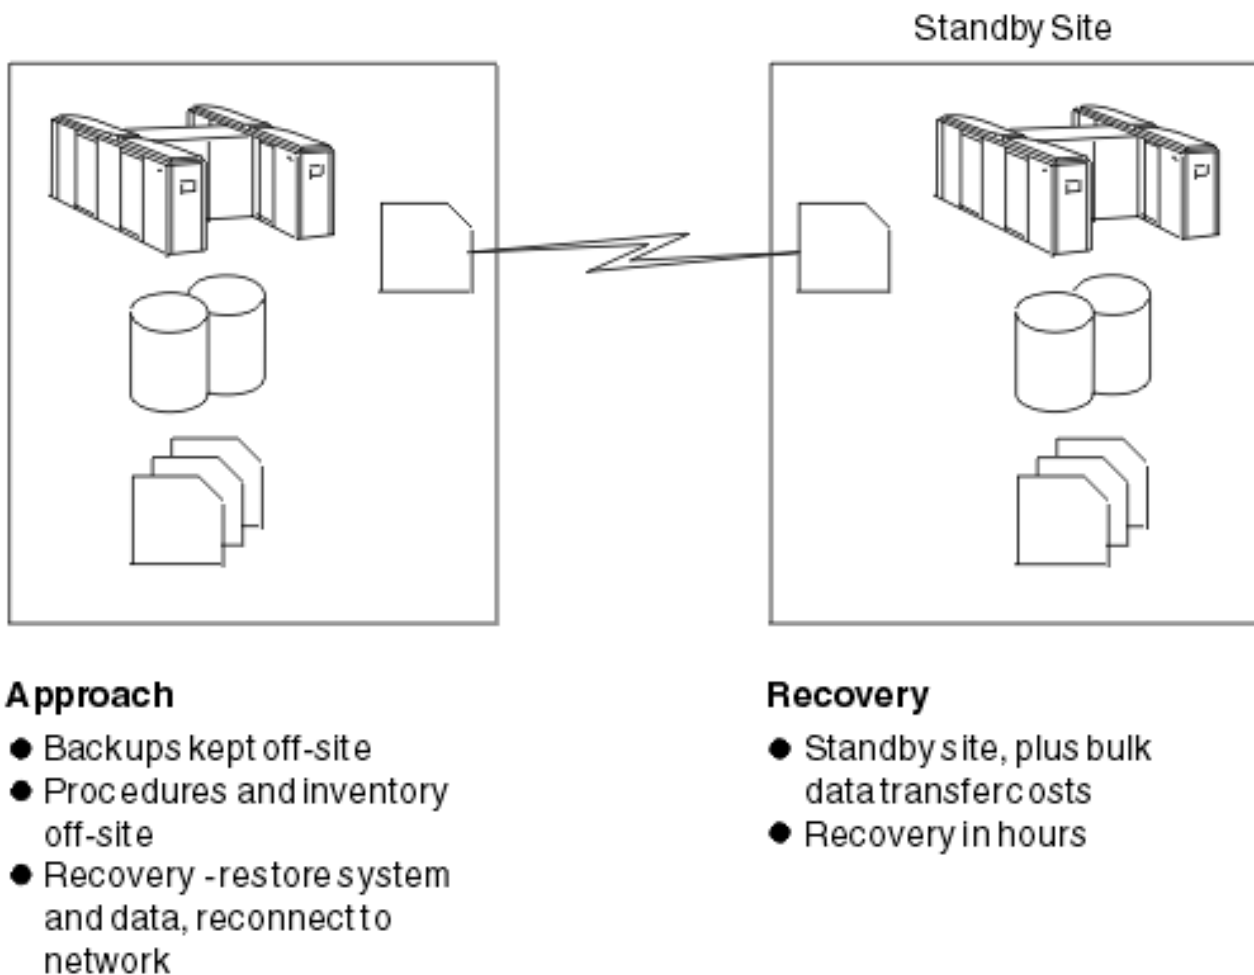 Standby Site
Approach
● Backups kept off-site
● Procedures and inventory
off-site
● Recovery -restore system
and data, reconnect to
network
Recovery
● Standby site, plus bulk
data transfer costs
● Recovery in hours